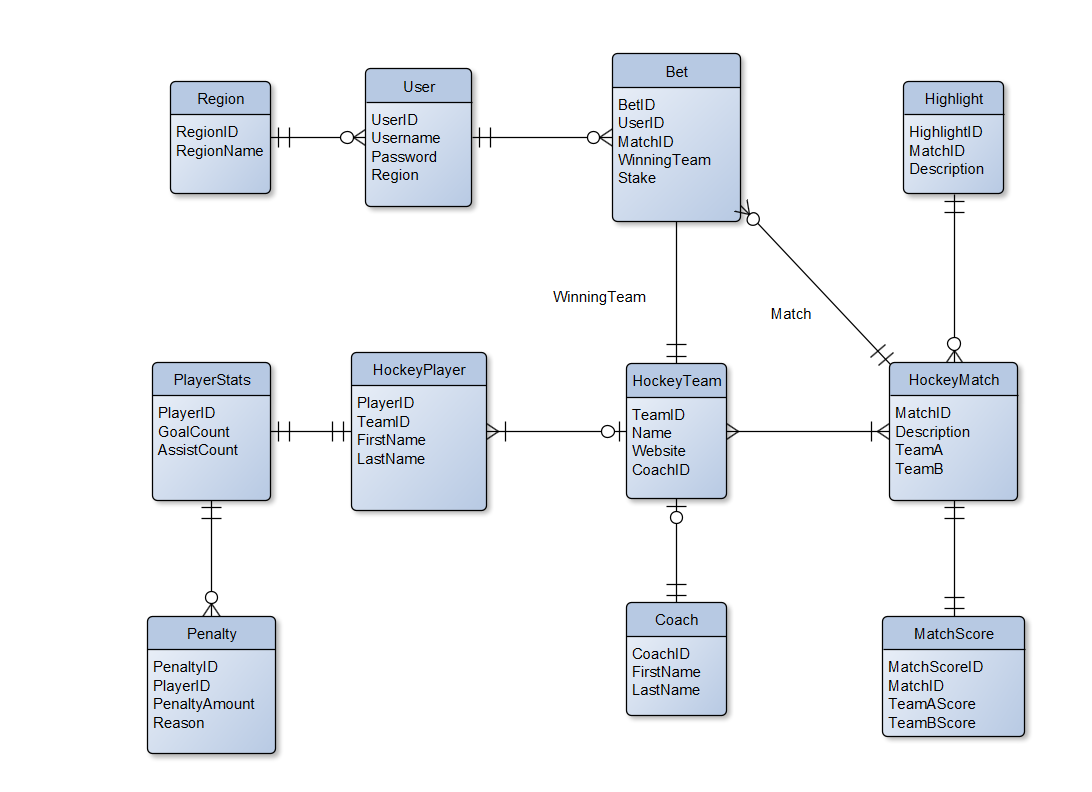 Region
RegionID
RegionName
User
UserID
Username
Password
Region
Bet
BetID
UserID
MatchID
WinningTeam
Stake
Highlight
HighlightID
MatchID
Description
WinningTeam
Match
PlayerStats
PlayerID
GoalCount
AssistCount
HockeyPlayer
PlayerID
TeamID
FirstName
LastName
HockeyTeam
TeamID
Name
Website
CoachID
HockeyMatch
MatchID
Description
TeamA
TeamB
Penalty
PenaltyID
PlayerID
PenaltyAmount
Reason
Coach
CoachID
FirstName
LastName
MatchScore
MatchScoreID
MatchID
TeamAScore
TeamBScore